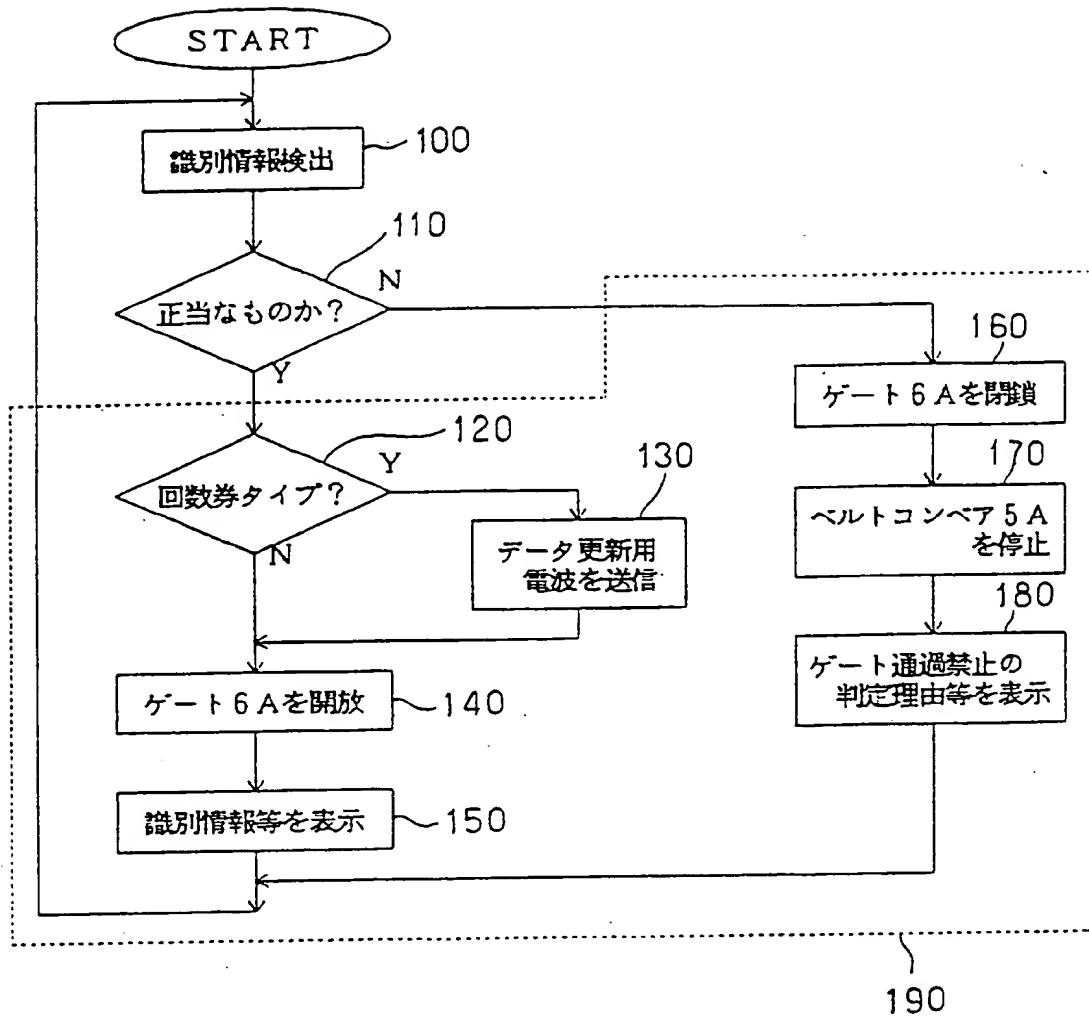 START
識別情報検出
100
正当なものか？
110
N
Y
回数券タイプ？
120
Y
N
データ更新用
電波を送信
130
ゲート6Aを開放
140
識別情報等を表示
150
160
ゲート6Aを閉鎖
170
ベルトコンベア5A
を停止
180
ゲート通過禁止の
判定理由等を表示
190